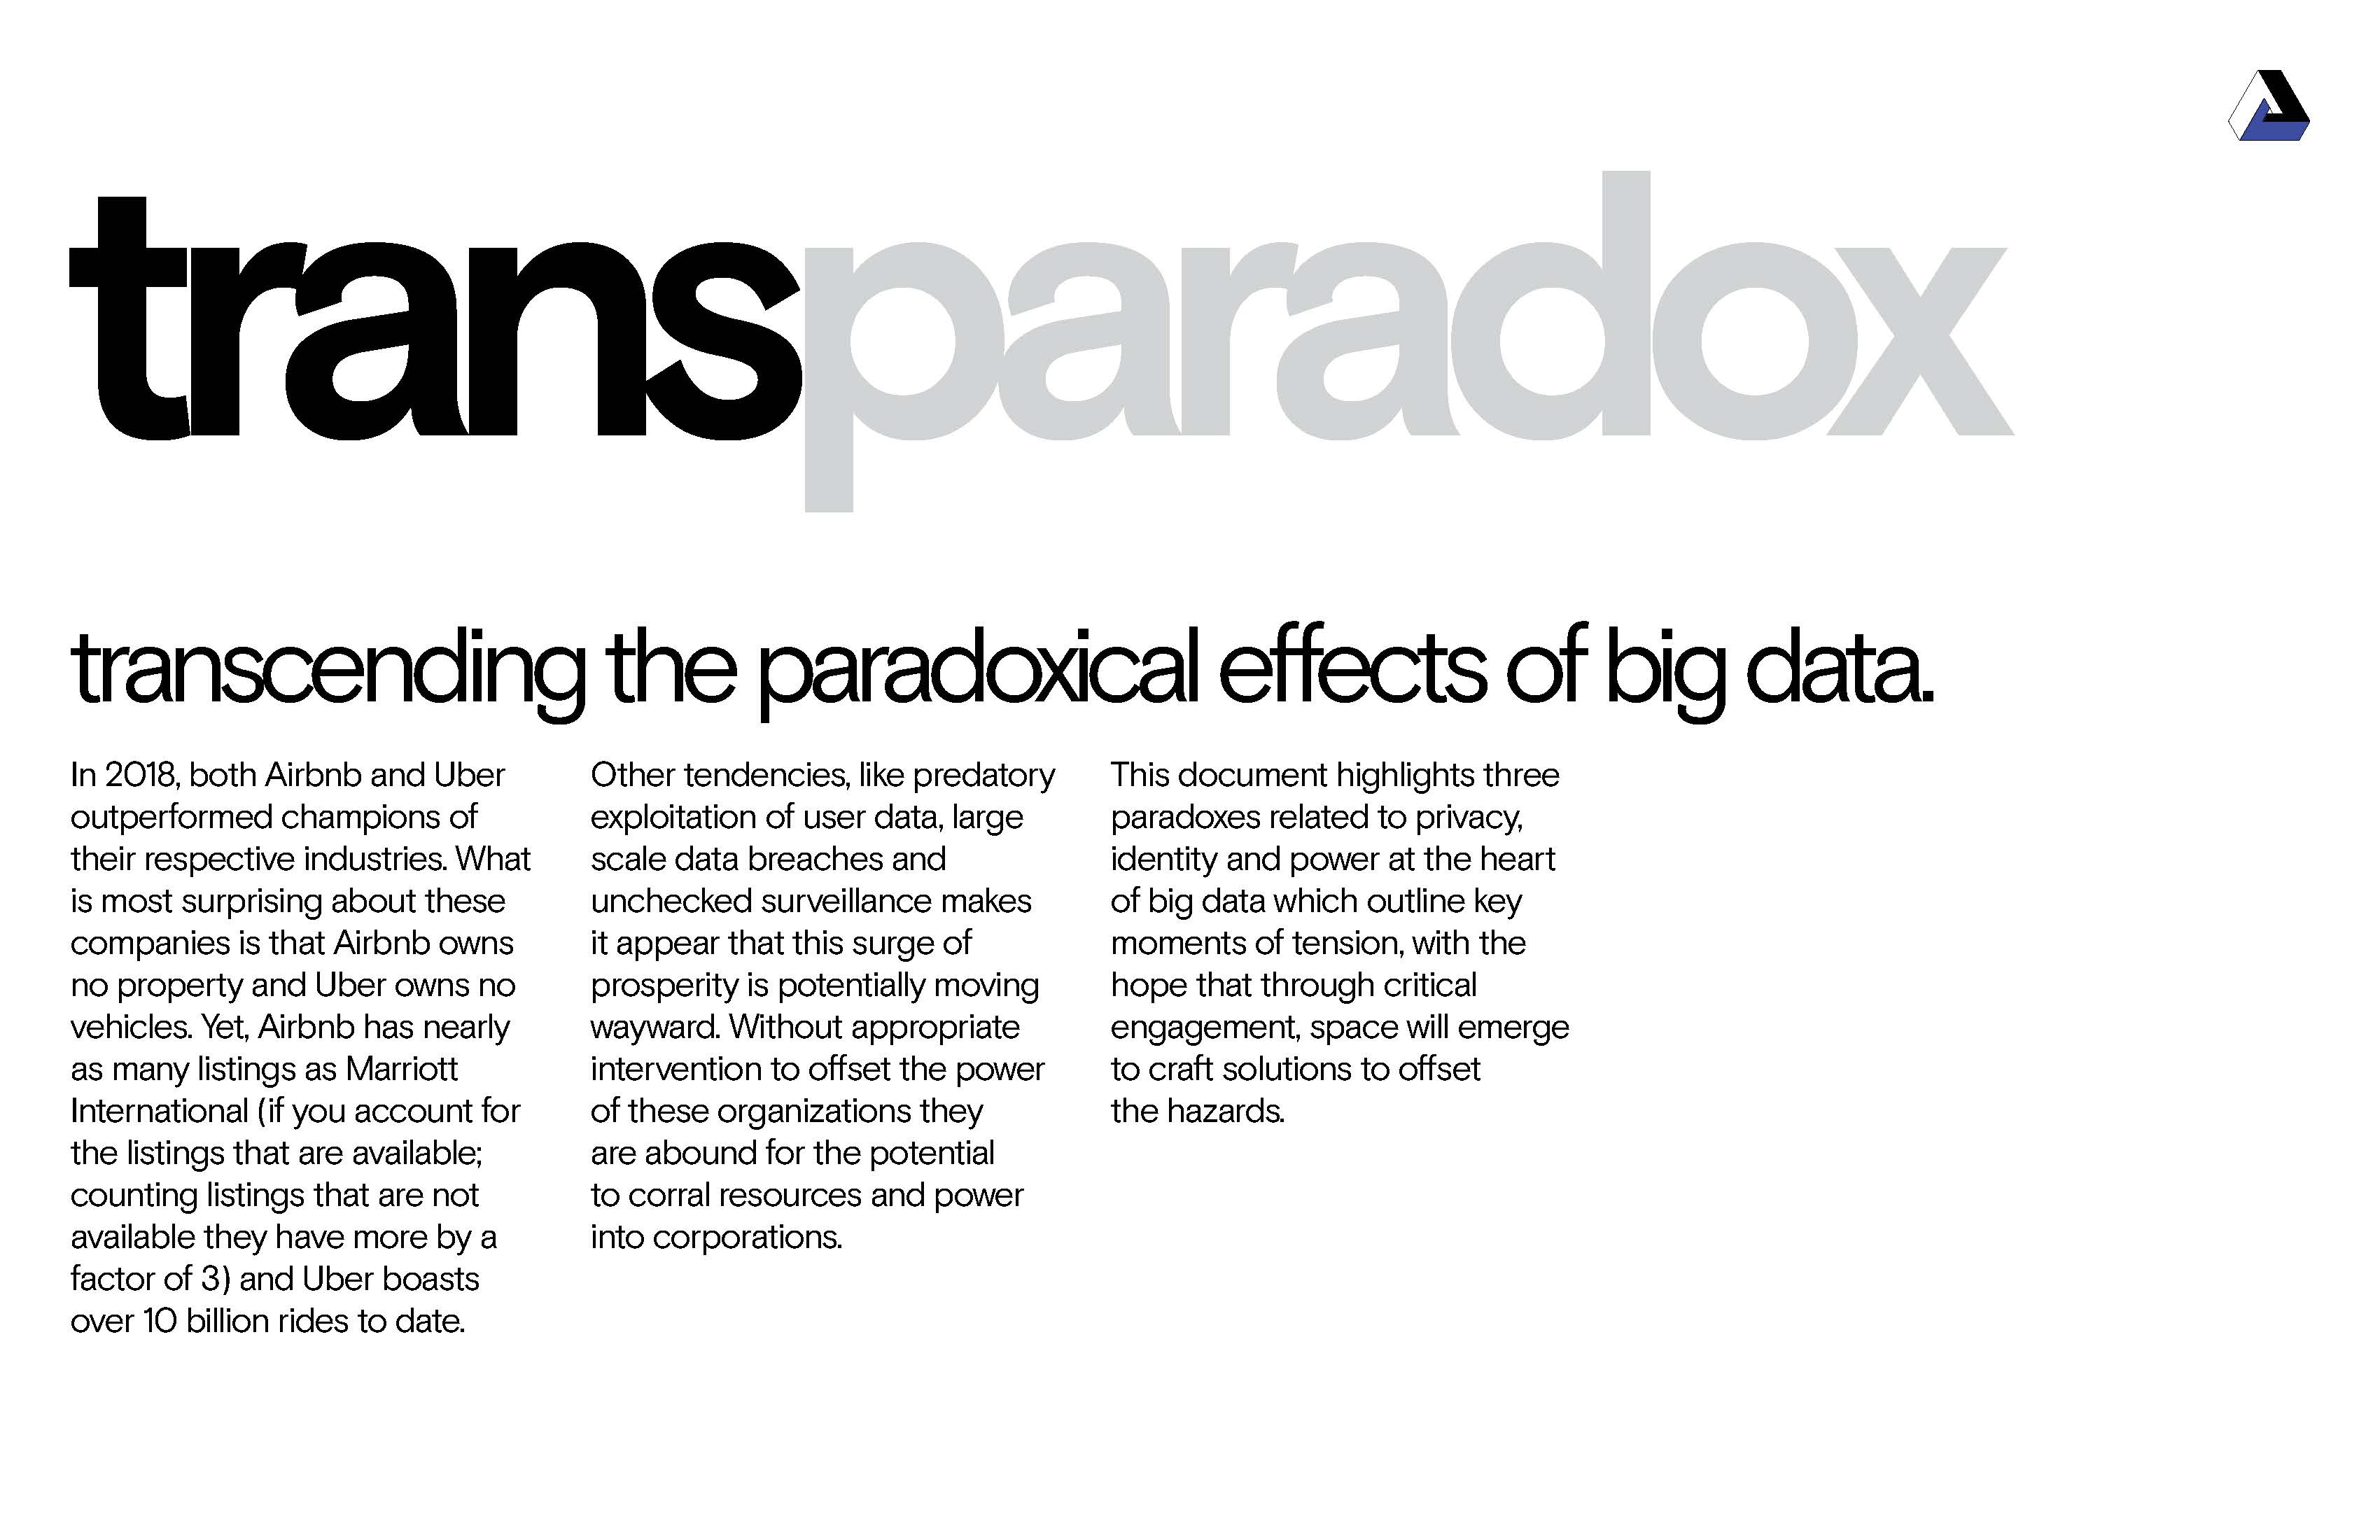 transparadox
transcending the paradoxical effects of big data.
In 2018, both Airbnb and Uber
outperformed champions of
their respective industries. What
is most surprising about these
companies is that Airbnb owns
no property and Uber owns no
vehicles. Yet, Airbnb has nearly
as many listings as Marriott
International (if you account for
the listings that are available;
counting listings that are not
available they have more by a
factor of 3) and Uber boasts
over 10 billion rides to date.
Other tendencies, like predatory
exploitation of user data, large
scale data breaches and
unchecked surveillance makes
it appear that this surge of
prosperity is potentially moving
wayward. Without appropriate
intervention to offset the power
of these organizations they
are abound for the potential
to corral resources and power
into corporations.
This document highlights three
paradoxes related to privacy,
identity and power at the heart
of big data which outline key
moments of tension, with the
hope that through critical
engagement, space will emerge
to craft solutions to offset
the hazards.